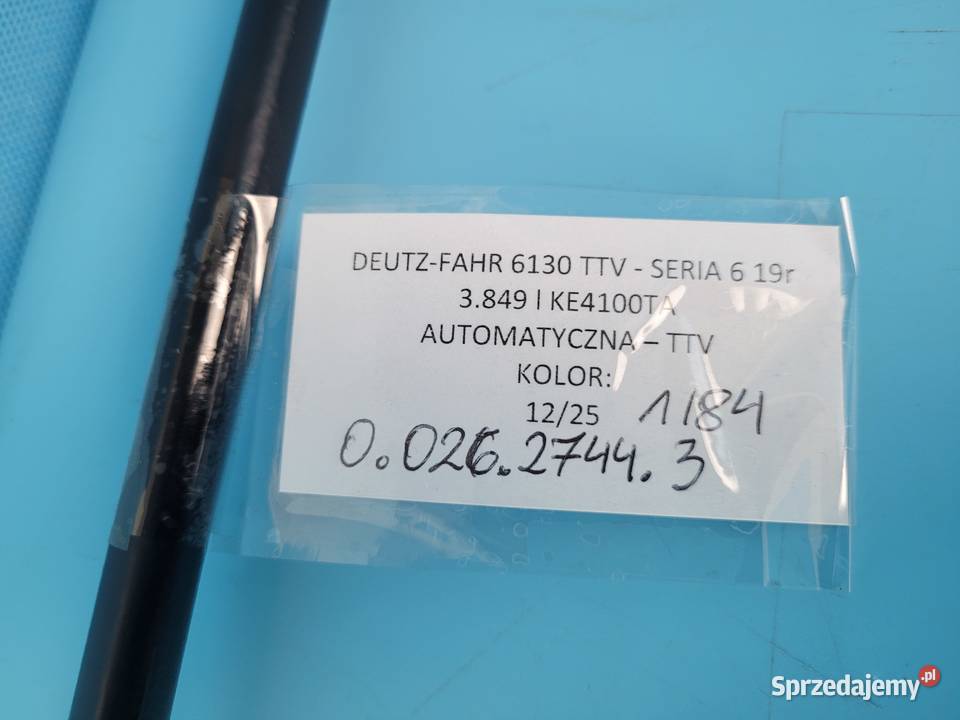 DEUTZ-FAHR 6130 TTV - SERIA 6 19r
3.849 l KE4100TA
AUTOMATYCZNA – TTV
KOLOR:
12/25 1184
0.026.2744.3
Sprzedajemy.pl